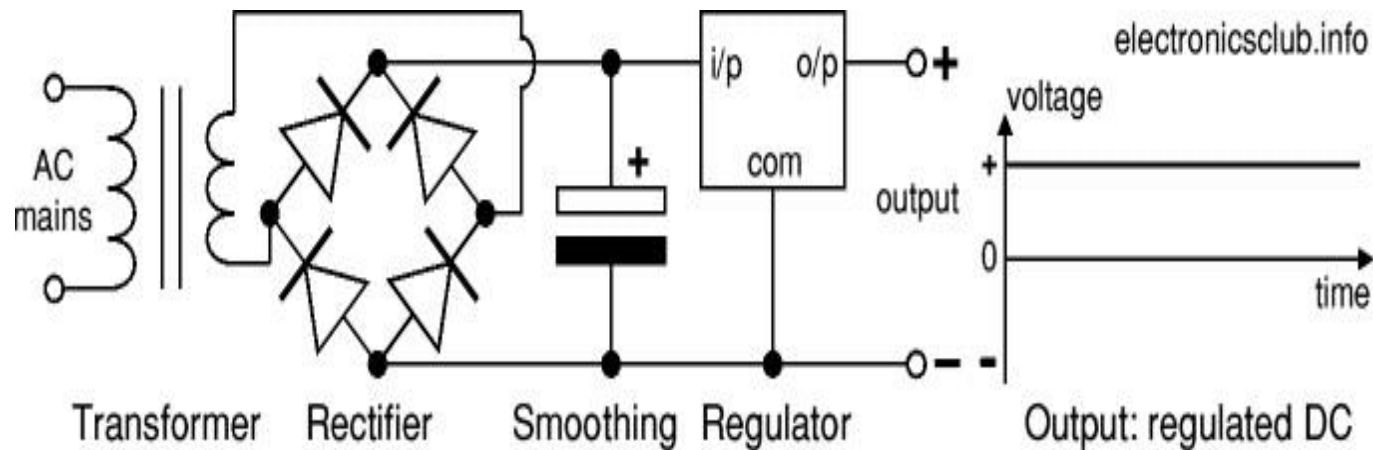 electronicsclub.info
i/p o/p
+
voltage
+
AC
mains
com
+
output
0
time
- -
Transformer Rectifier Smoothing Regulator Output: regulated DC